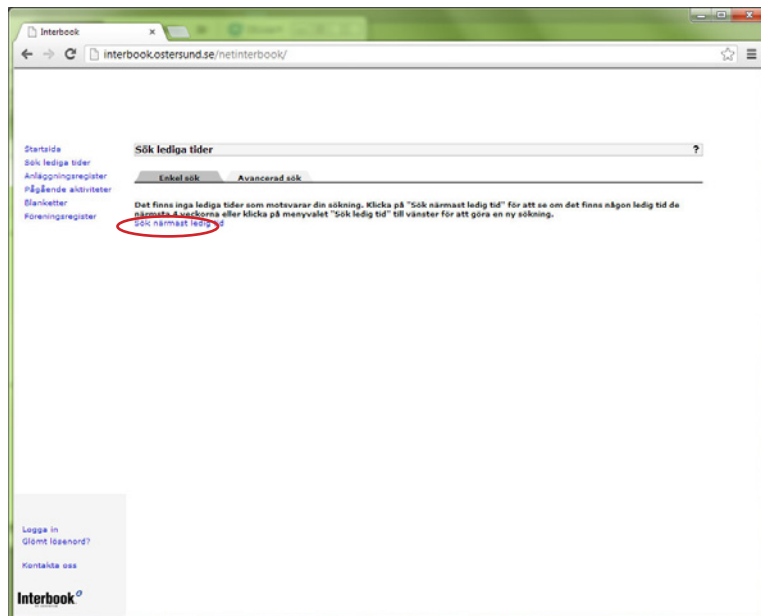 Interbook
interbook.ostersund.se/netinterbook/
Startsida
Sök lediga tider
Anläggningsregister
Pågående aktiviteter
Blanketter
Föreningsregister
Sök lediga tider ?
Enkel sök Avancerad sök
Det finns inga lediga tider som motsvarar din sökning. Klicka på "Sök närmast ledig tid" för att se om det finns någon ledig tid de
närmsta 4 veckorna eller klicka på menyvalet "Sök ledig tid" till vänster för att göra en ny sökning.
Sök närmast ledig tid
Logga in
Glömt lösenord?
Kontakta oss
Interbook